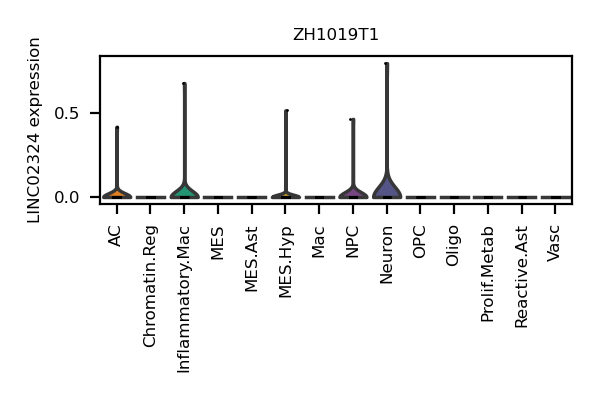 ZH1019T1
LINC02324 expression
0.5
0.0
AC
Chromatin.Reg
Inflammatory.Mac
MES
MES.Ast
MES.Hyp
Mac
NPC
Neuron
OPC
Oligo
Prolif.Metab
Reactive.Ast
Vasc